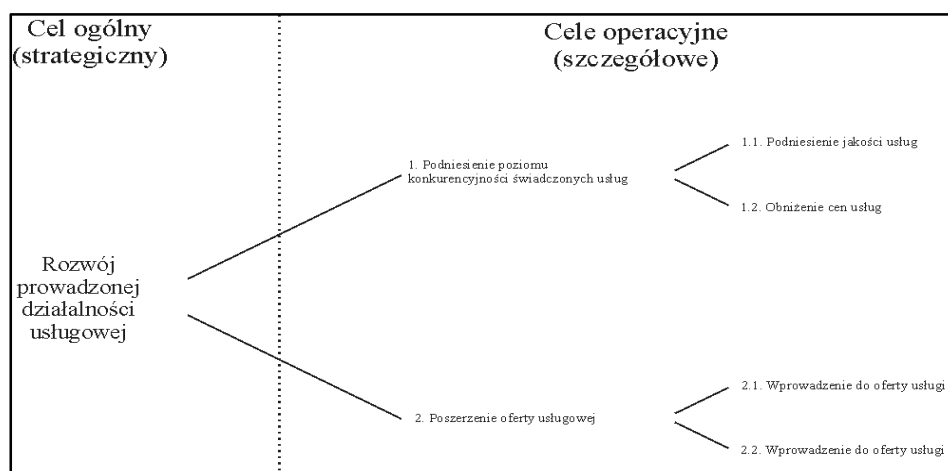 Cel ogólny
(strategiczny)
Cele operacyjne
(szczegółowe)
1.1. Podniesienie jakości usług
1. Podniesienie poziomu
konkurencyjności świadczonych usług
1.2. Obniżenie cen usług
Rozwój
prowadzonej
działalności
usługowej
2.1. Wprowadzenie do oferty usługi
2. Poszerzenie oferty usługowej
2.2. Wprowadzenie do oferty usługi